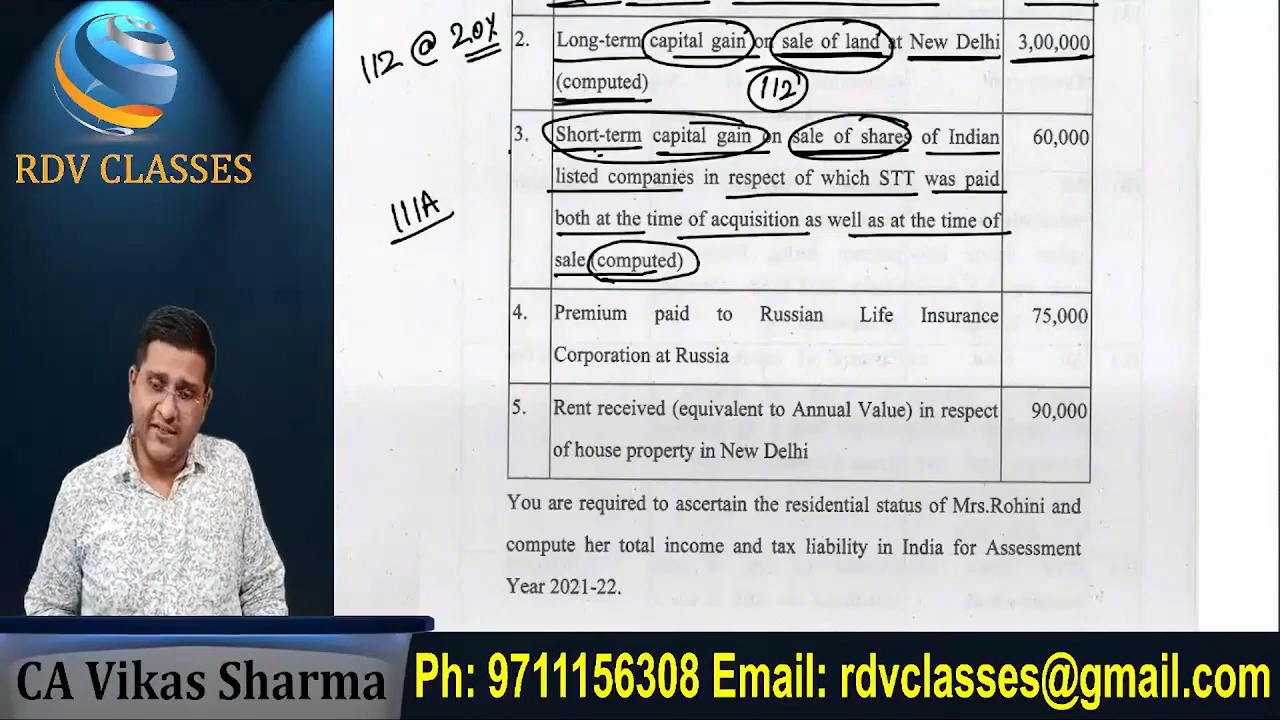 112 @ 20%
2. Long-term capital gain on sale of land at New Delhi 3,00,000
(computed)
112
3. Short-term capital gain on sale of shares of Indian 60,000
listed companies in respect of which STT was paid
both at the time of acquisition as well as at the time of
sale (computed)
111A
4. Premium paid to Russian Life Insurance 75,000
Corporation at Russia
5. Rent received (equivalent to Annual Value) in respect 90,000
of house property in New Delhi
You are required to ascertain the residential status of Mrs.Rohini and
compute her total income and tax liability in India for Assessment
Year 2021-22.
RDV CLASSES
CA Vikas Sharma
Ph: 9711156308 Email: rdvclasses@gmail.com